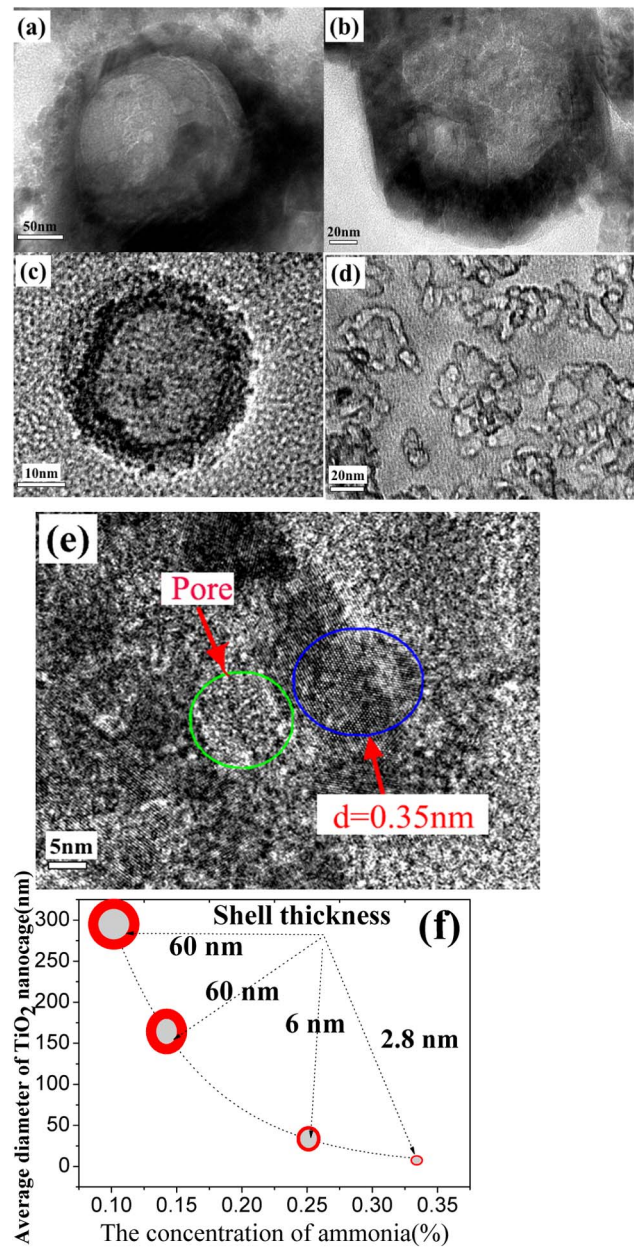 (a)
50nm
(b)
20nm
(c)
10nm
(d)
20nm
(e)
Pore
d=0.35nm
5nm
(f)
Shell thickness
60 nm
60 nm
6 nm
2.8 nm
Average diameter of TiO2 nanocage(nm)
300
250
200
150
100
50
0
0.10 0.15 0.20 0.25 0.30 0.35
The concentration of ammonia(%)